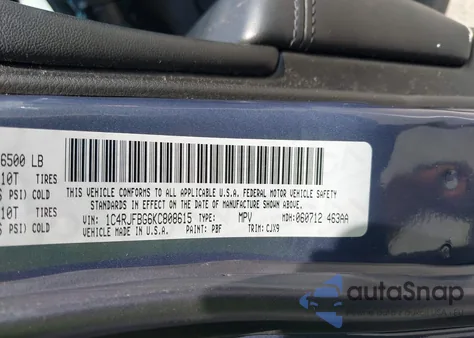 6500 LB
10T TIRES
PSI) COLD
10T TIRES
PSI) COLD
THIS VEHICLE CONFORMS TO ALL APPLICABLE U.S.A. FEDERAL MOTOR VEHICLE SAFETY
STANDARDS IN EFFECT ON THE DATE OF MANUFACTURE SHOWN ABOVE.
VIN: 1C4RJFBG6KC808615 TYPE: MPV MDH: 060712 463AA
VEHICLE MADE IN U.S.A. PAINT: PBF TRIM: CJX9
autoSnap